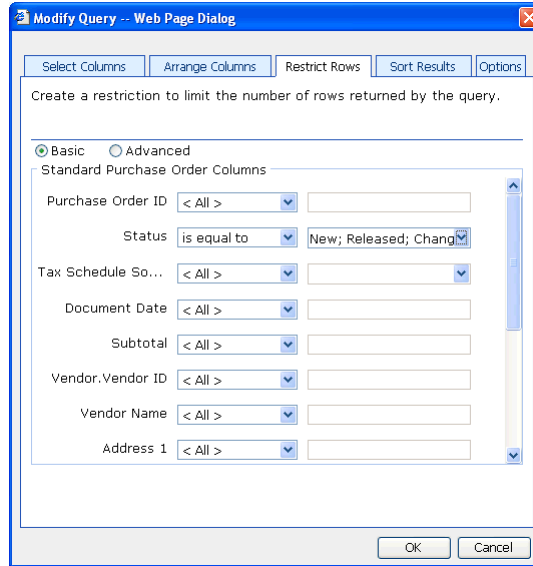 Modify Query -- Web Page Dialog
Select Columns Arrange Columns Restrict Rows Sort Results Options
Create a restriction to limit the number of rows returned by the query.
Basic Advanced
Standard Purchase Order Columns
Purchase Order ID < All >
Status is equal to New; Released; Chang
Tax Schedule So... < All >
Document Date < All >
Subtotal < All >
Vendor.Vendor ID < All >
Vendor Name < All >
Address 1 < All >
OK Cancel